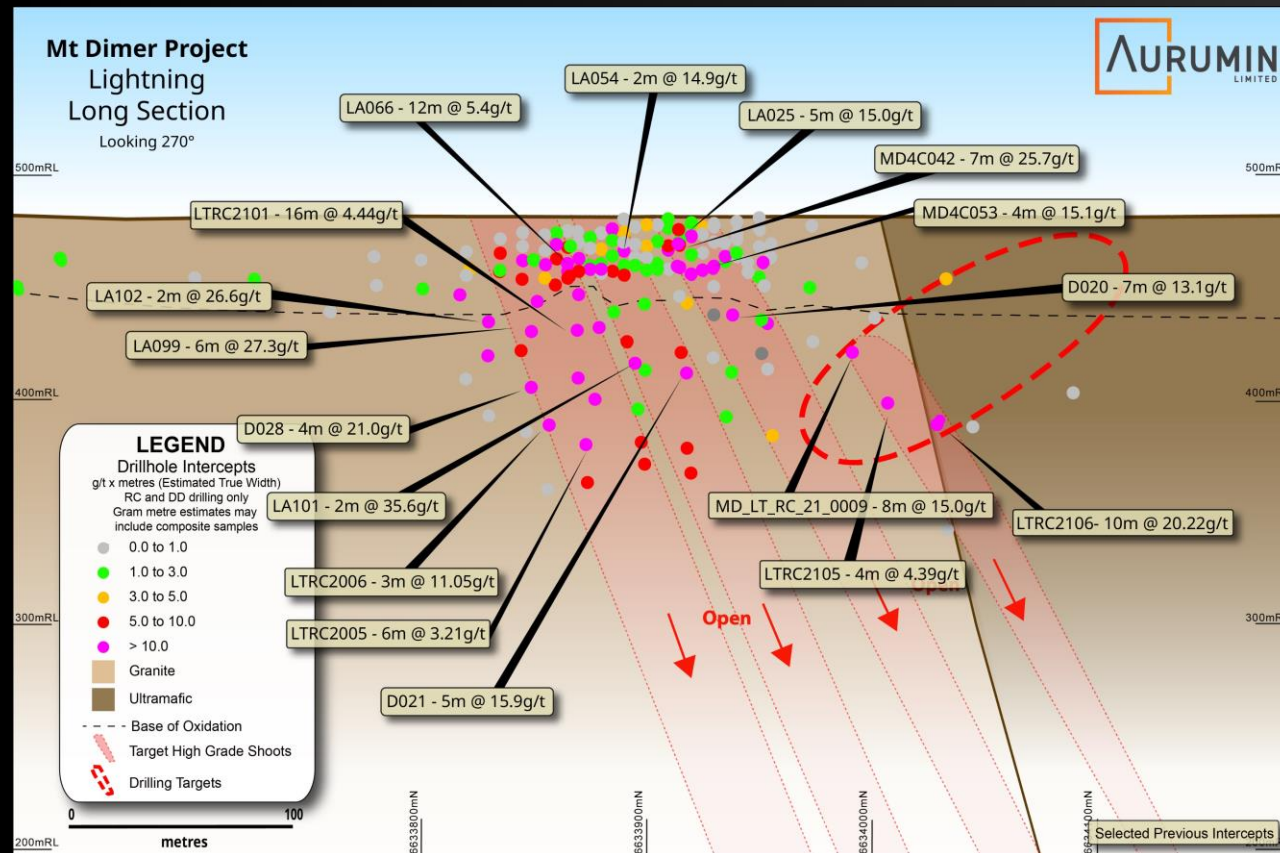 Mt Dimer Project
Lightning
Long Section
Looking 270°
AURUMIN
LIMITED
LA054 - 2m @ 14.9g/t
LA066 - 12m @ 5.4g/t
LA025 - 5m @ 15.0g/t
MD4C042 - 7m @ 25.7g/t
500mRL
500mRL
LTRC2101 - 16m @ 4.44g/t
MD4C053 - 4m @ 15.1g/t
LA102 - 2m @ 26.6g/t
D020 - 7m @ 13.1g/t
LA099 - 6m @ 27.3g/t
400mRL
400mRL
D028 - 4m @ 21.0g/t
LA101 - 2m @ 35.6g/t
MD_LT_RC_21_0009 - 8m @ 15.0g/t
LTRC2106- 10m @ 20.22g/t
LTRC2006 - 3m @ 11.05g/t
LTRC2105 - 4m @ 4.39g/t
Open
Open
300mRL
300mRL
LTRC2005 - 6m @ 3.21g/t
D021 - 5m @ 15.9g/t
LEGEND
Drillhole Intercepts
g/t x metres (Estimated True Width)
RC and DD drilling only
Gram metre estimates may
include composite samples
0.0 to 1.0
1.0 to 3.0
3.0 to 5.0
5.0 to 10.0
> 10.0
Granite
Ultramafic
Base of Oxidation
Target High Grade Shoots
Drilling Targets
0 100
metres
6633800mN
6633900mN
6634000mN
6634100mN
200mRL
Selected Previous Intercepts